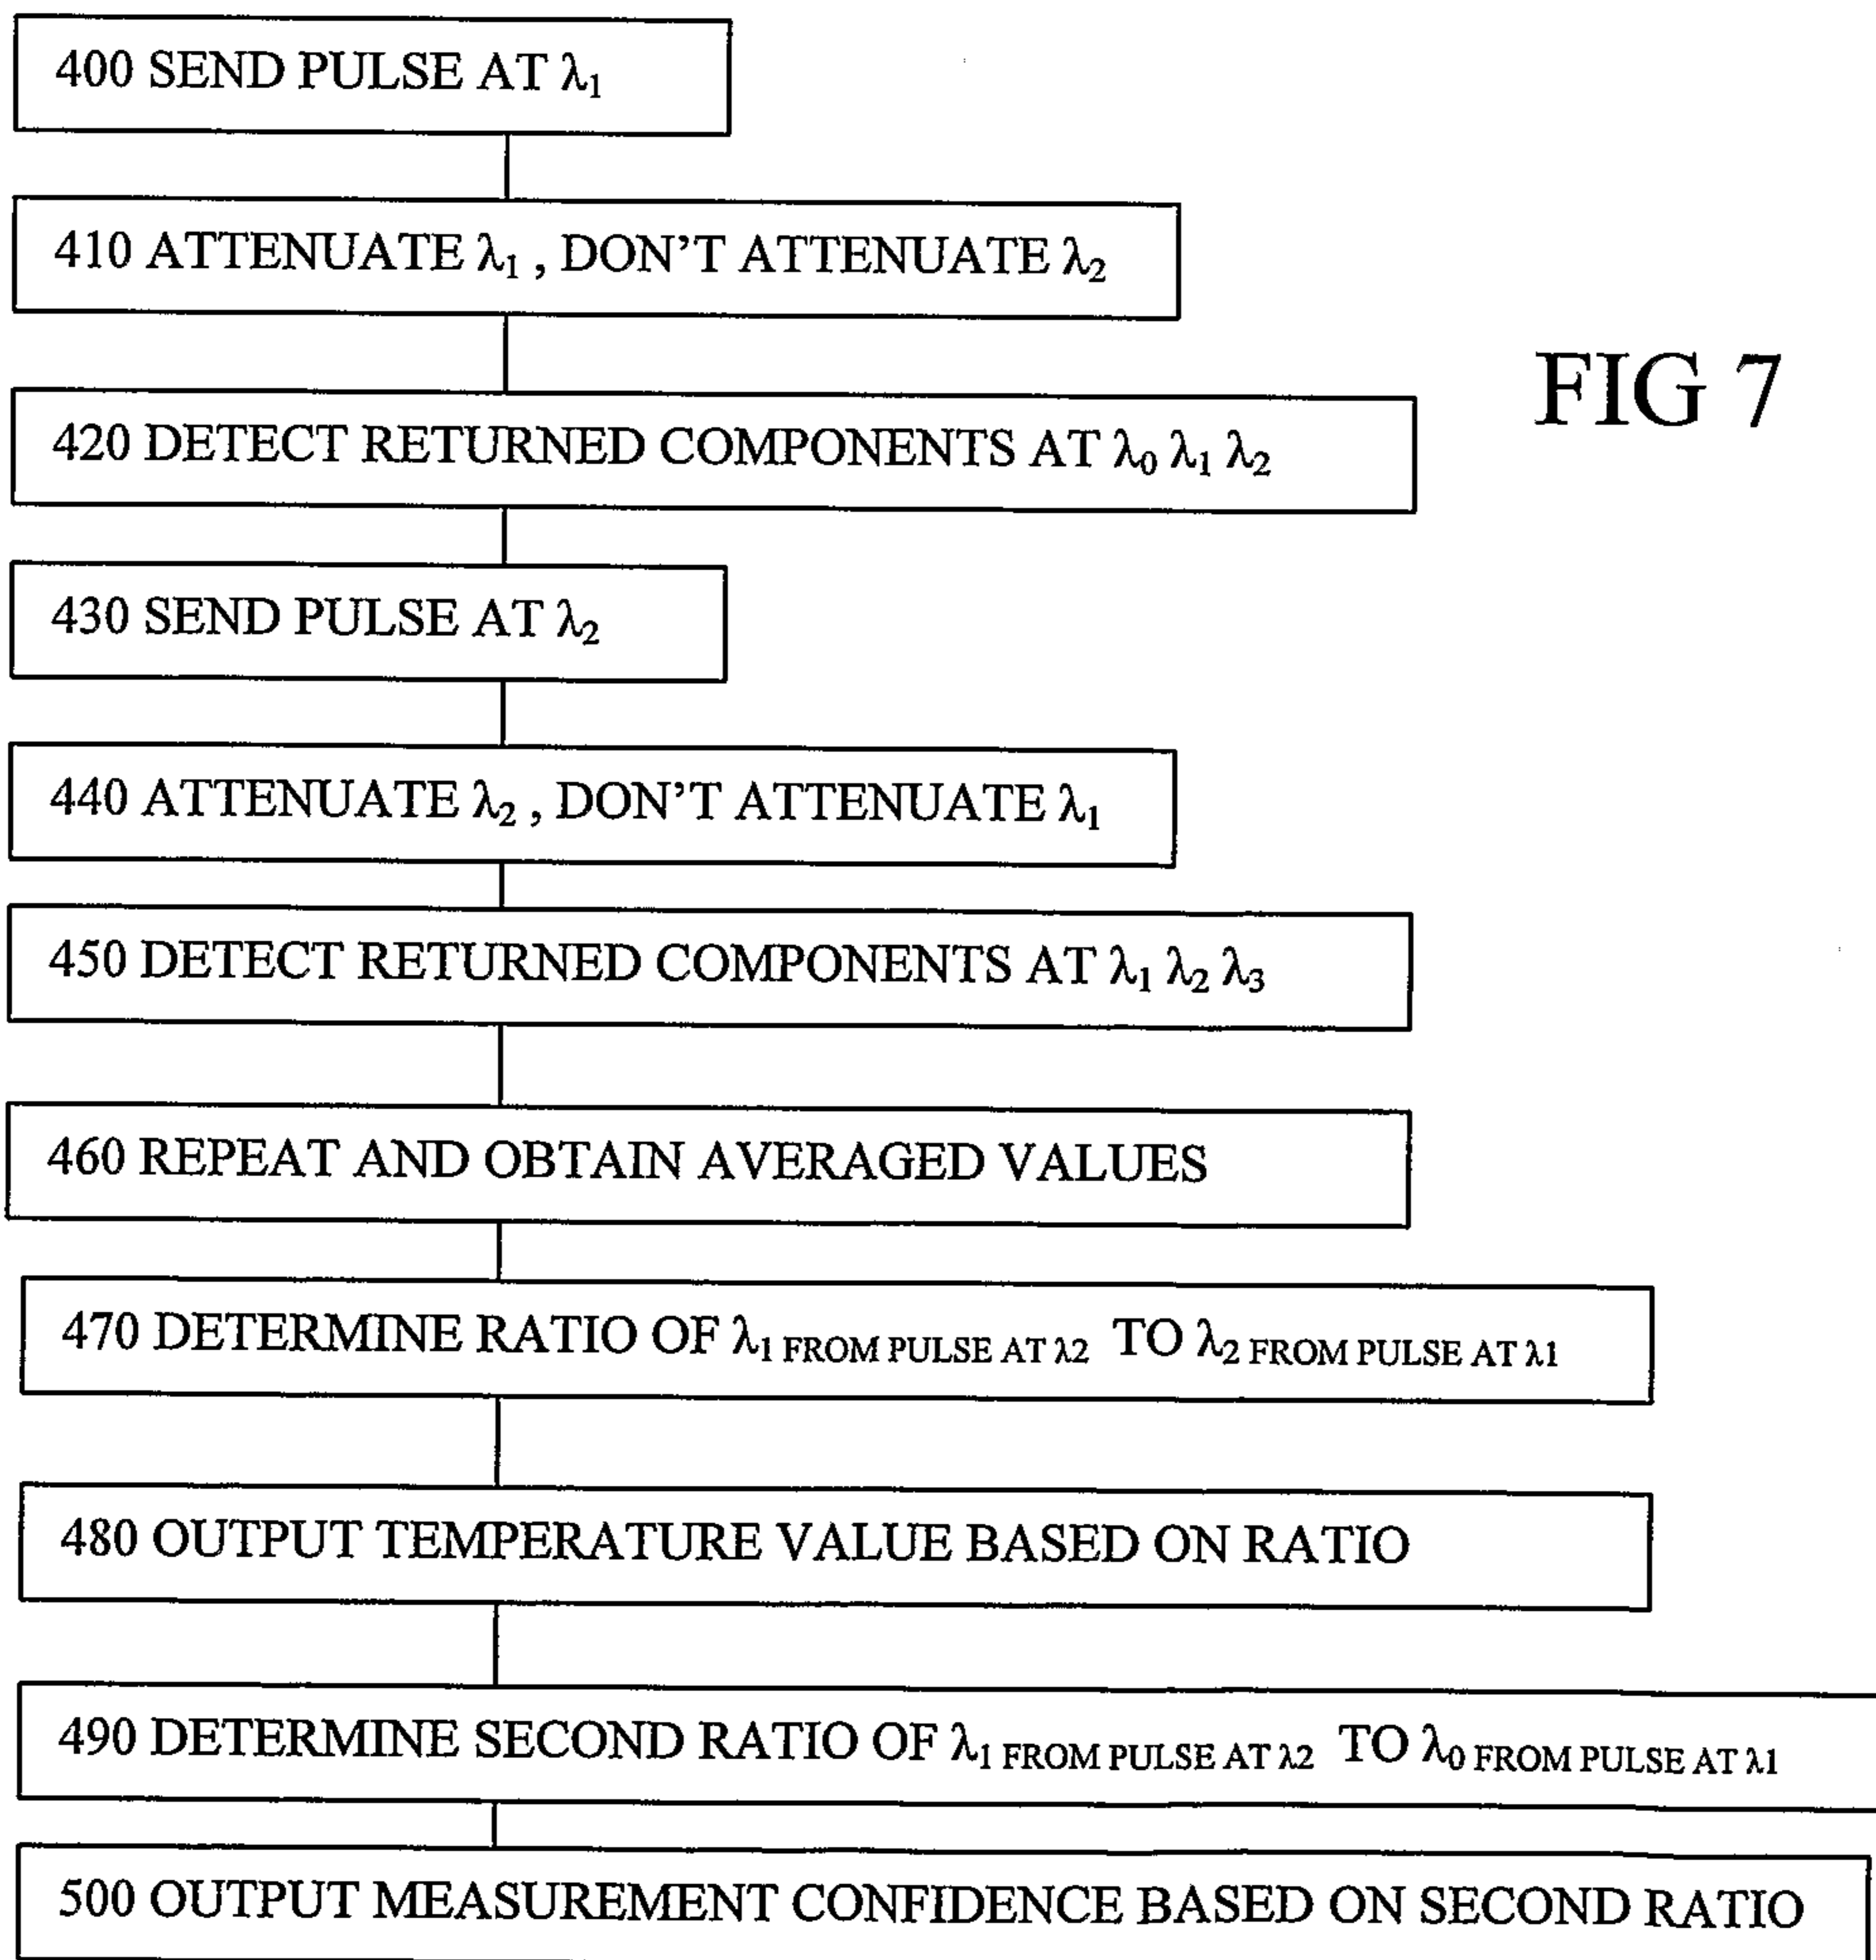 400 SEND PULSE AT λ₁
410 ATTENUATE λ₁ , DON'T ATTENUATE λ₂
FIG 7
420 DETECT RETURNED COMPONENTS AT λ₀ λ₁ λ₂
430 SEND PULSE AT λ₂
440 ATTENUATE λ₂ , DON'T ATTENUATE λ₁
450 DETECT RETURNED COMPONENTS AT λ₁ λ₂ λ₃
460 REPEAT AND OBTAIN AVERAGED VALUES
470 DETERMINE RATIO OF λ₁ FROM PULSE AT λ2 TO λ₂ FROM PULSE AT λ1
480 OUTPUT TEMPERATURE VALUE BASED ON RATIO
490 DETERMINE SECOND RATIO OF λ₁ FROM PULSE AT λ2 TO λ₀ FROM PULSE AT λ1
500 OUTPUT MEASUREMENT CONFIDENCE BASED ON SECOND RATIO